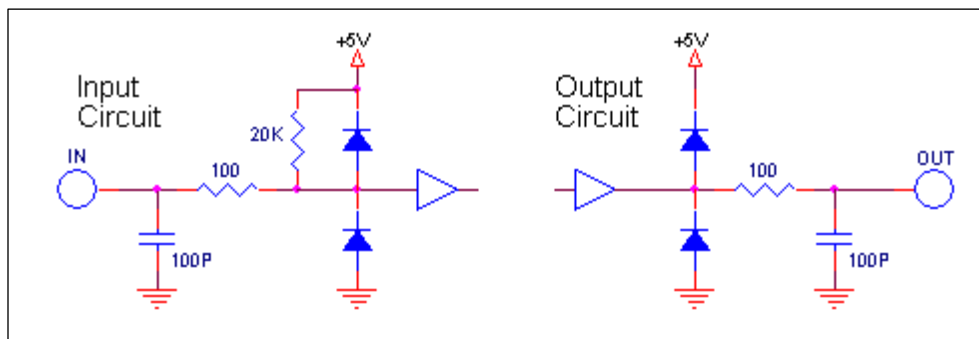 +5V
Input
Circuit
20K
IN
100
100P
+5V
Output
Circuit
100
OUT
100P